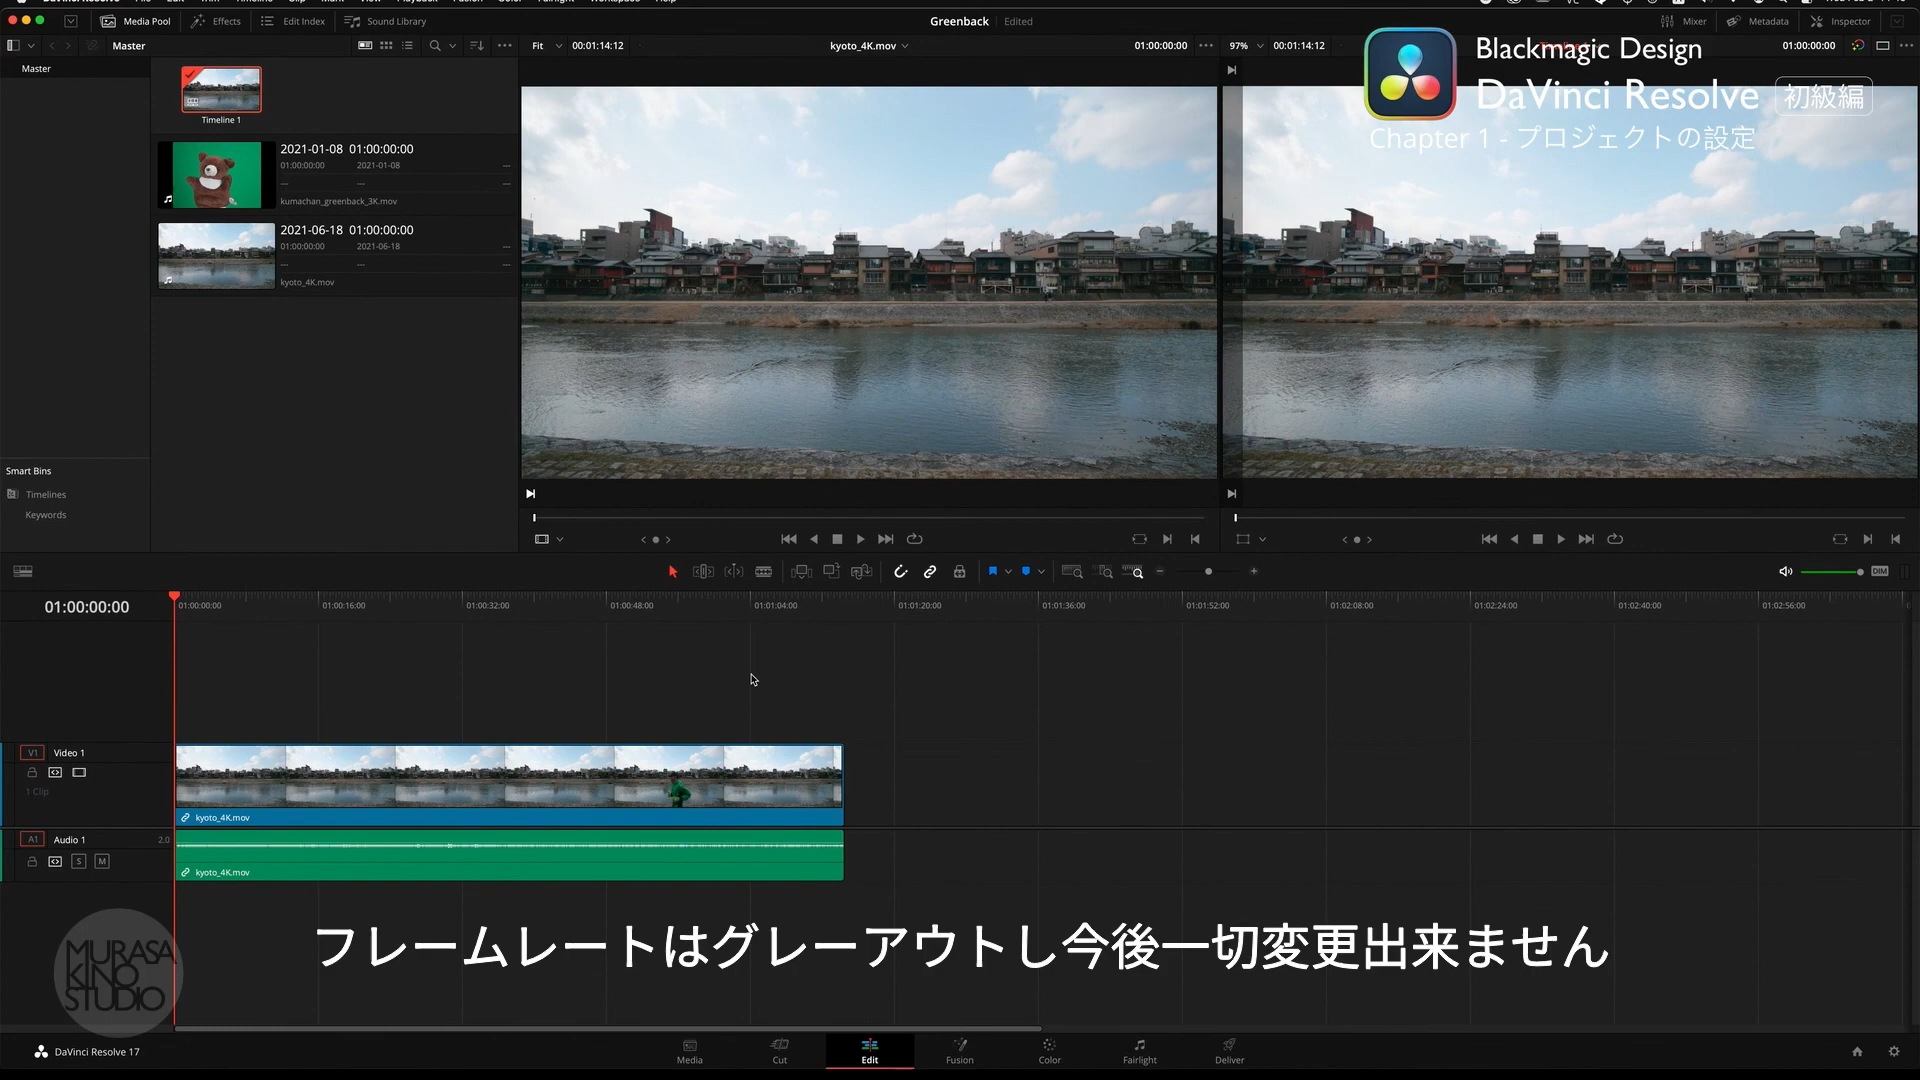 Media Pool
Effects
Edit Index
Sound Library
Greenback
Edited
Mixer
Metadata
Inspector
Master
Fit
00:01:14:12
kyoto_4K.mov
01:00:00:00
97%
00:01:14:12
01:00:00:00
Blackmagic Design
DaVinci Resolve
初級編
Chapter 1 - プロジェクトの設定
Master
Timeline 1
2021-01-08 01:00:00:00
01:00:00:00 2021-01-08
kumachan_greenback_3K.mov
2021-06-18 01:00:00:00
01:00:00:00 2021-06-18
kyoto_4K.mov
Smart Bins
Timelines
Keywords
DIM
01:00:00:00
01:00:00:00
01:00:16:00
01:00:32:00
01:00:48:00
01:01:04:00
01:01:20:00
01:01:36:00
01:01:52:00
01:02:08:00
01:02:24:00
01:02:40:00
01:02:56:00
V1 Video 1
1 Clip
kyoto_4K.mov
A1 Audio 1 2.0
S M
kyoto_4K.mov
フレームレートはグレーアウトし今後一切変更出来ません
MURASA
KINO
STUDIO
DaVinci Resolve 17
Media
Cut
Edit
Fusion
Color
Fairlight
Deliver